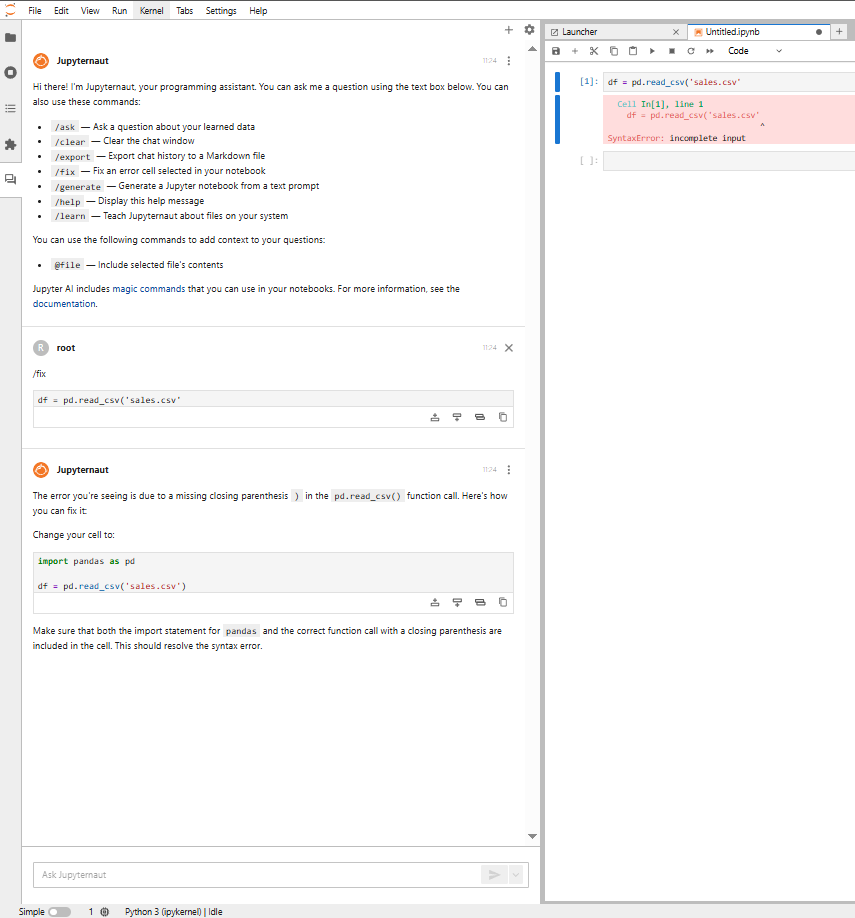 File Edit View Run Kernel Tabs Settings Help
Jupyternaut 11:24
Hi there! I'm Jupyternaut, your programming assistant. You can ask me a question using the text box below. You can
also use these commands:
/ask — Ask a question about your learned data
/clear — Clear the chat window
/export — Export chat history to a Markdown file
/fix — Fix an error cell selected in your notebook
/generate — Generate a Jupyter notebook from a text prompt
/help — Display this help message
/learn — Teach Jupyternaut about files on your system
You can use the following commands to add context to your questions:
@file — Include selected file's contents
Jupyter AI includes magic commands that you can use in your notebooks. For more information, see the
documentation.
R root 11:24
/fix
df = pd.read_csv('sales.csv'
Jupyternaut 11:24
The error you're seeing is due to a missing closing parenthesis ) in the pd.read_csv() function call. Here's how
you can fix it:
Change your cell to:
import pandas as pd
df = pd.read_csv('sales.csv')
Make sure that both the import statement for pandas and the correct function call with a closing parenthesis are
included in the cell. This should resolve the syntax error.
Ask Jupyternaut
Launcher Untitled.ipynb
Code
[1]: df = pd.read_csv('sales.csv'
Cell In[1], line 1
df = pd.read_csv('sales.csv'
^
SyntaxError: incomplete input
[ ]:
Simple 1 Python 3 (ipykernel) | Idle